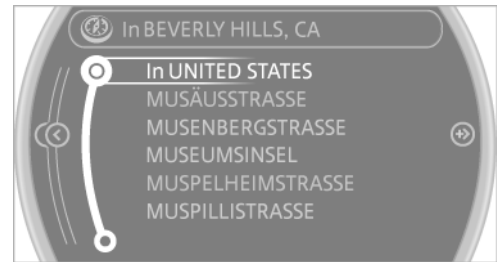 In BEVERLY HILLS, CA
In UNITED STATES
MUSÄUSSTRASSE
MUSENBERGSTRASSE
MUSEUMSINSEL
MUSPELHEIMSTRASSE
MUSPILLISTRASSE